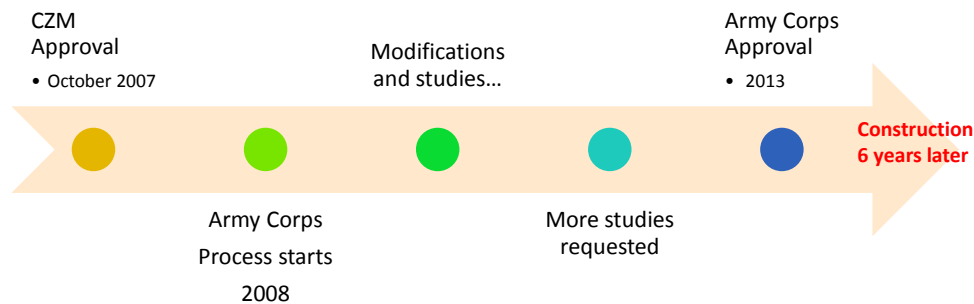 CZM
Approval
• October 2007
Army Corps
Process starts
2008
Modifications
and studies…
More studies
requested
Army Corps
Approval
• 2013
Construction
6 years later